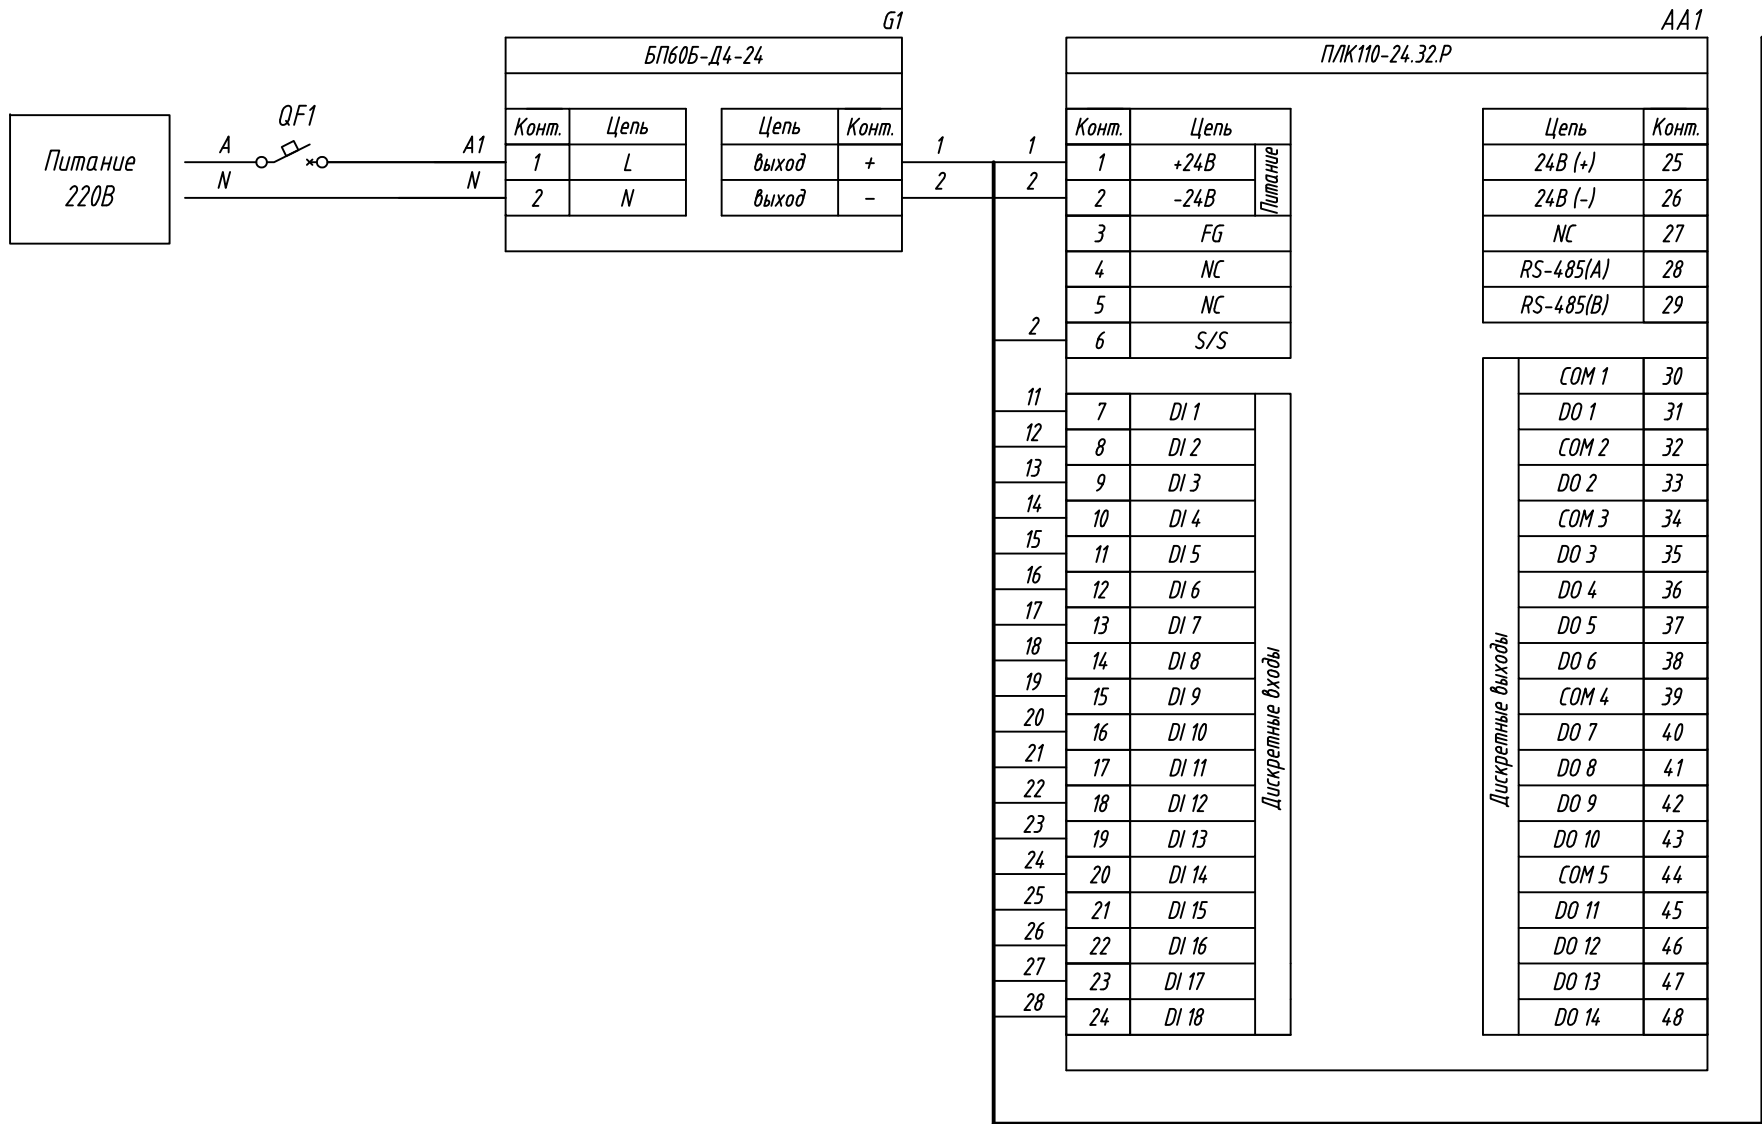 G1
БП60Б-Д4-24
Питание
220В
QF1
A
N
A1
N
Конт. Цепь
1 L
2 N
Цепь Конт.
выход +
выход -
1
2
AA1
ПЛК110-24.32.Р
1
2
2
11
12
13
14
15
16
17
18
19
20
21
22
23
24
25
26
27
28
Конт. Цепь
1 +24В
2 -24В
Питание
3 FG
4 NC
5 NC
6 S/S
7 DI 1
8 DI 2
9 DI 3
10 DI 4
11 DI 5
12 DI 6
13 DI 7
14 DI 8
15 DI 9
16 DI 10
17 DI 11
18 DI 12
19 DI 13
20 DI 14
21 DI 15
22 DI 16
23 DI 17
24 DI 18
Дискретные входы
Цепь Конт.
24В (+) 25
24В (-) 26
NC 27
RS-485(A) 28
RS-485(B) 29
Дискретные выходы
COM 1 30
DO 1 31
COM 2 32
DO 2 33
COM 3 34
DO 3 35
DO 4 36
DO 5 37
DO 6 38
COM 4 39
DO 7 40
DO 8 41
DO 9 42
DO 10 43
COM 5 44
DO 11 45
DO 12 46
DO 13 47
DO 14 48